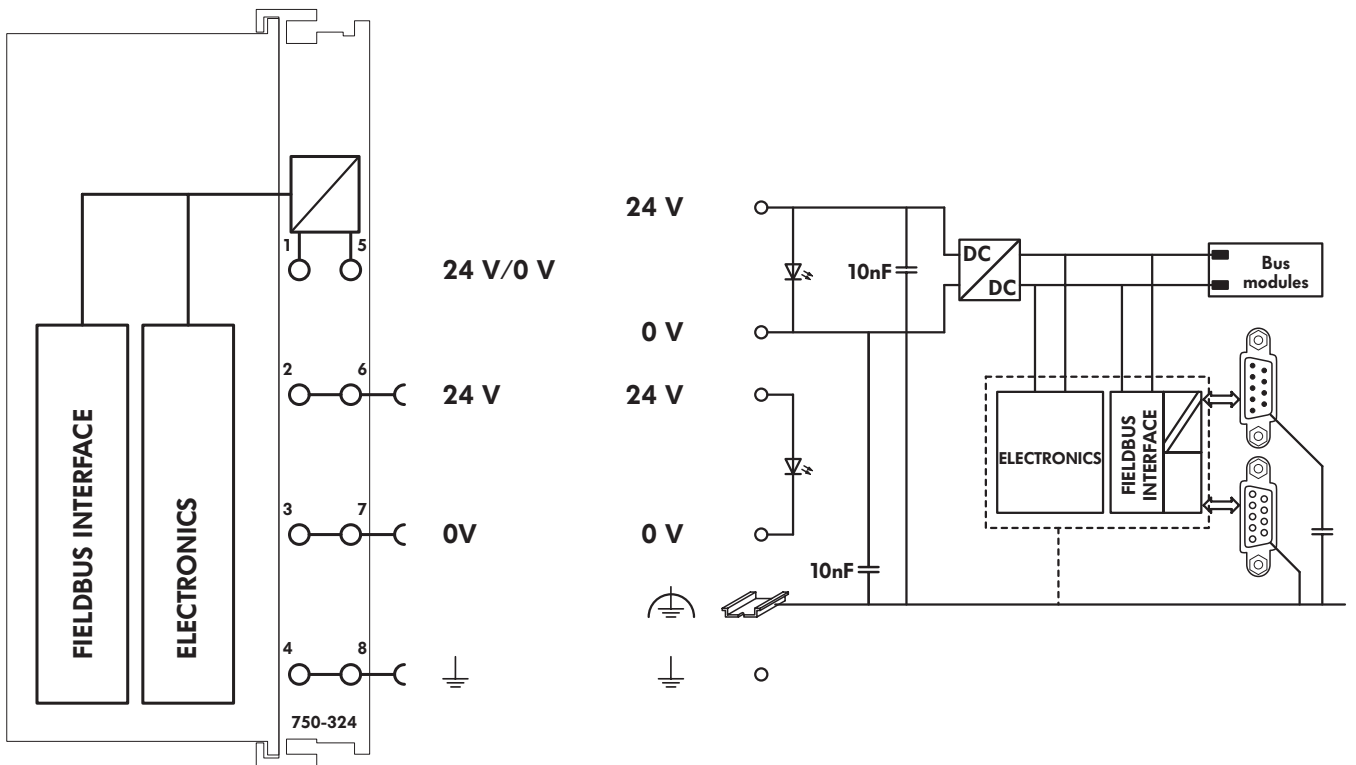 1
5
24 V/0 V
2
6
24 V
3
7
0V
4
8
750-324
FIELDBUS INTERFACE
ELECTRONICS
24 V
0 V
24 V
0 V
10nF
10nF
DC
DC
Bus
modules
ELECTRONICS
FIELDBUS
INTERFACE